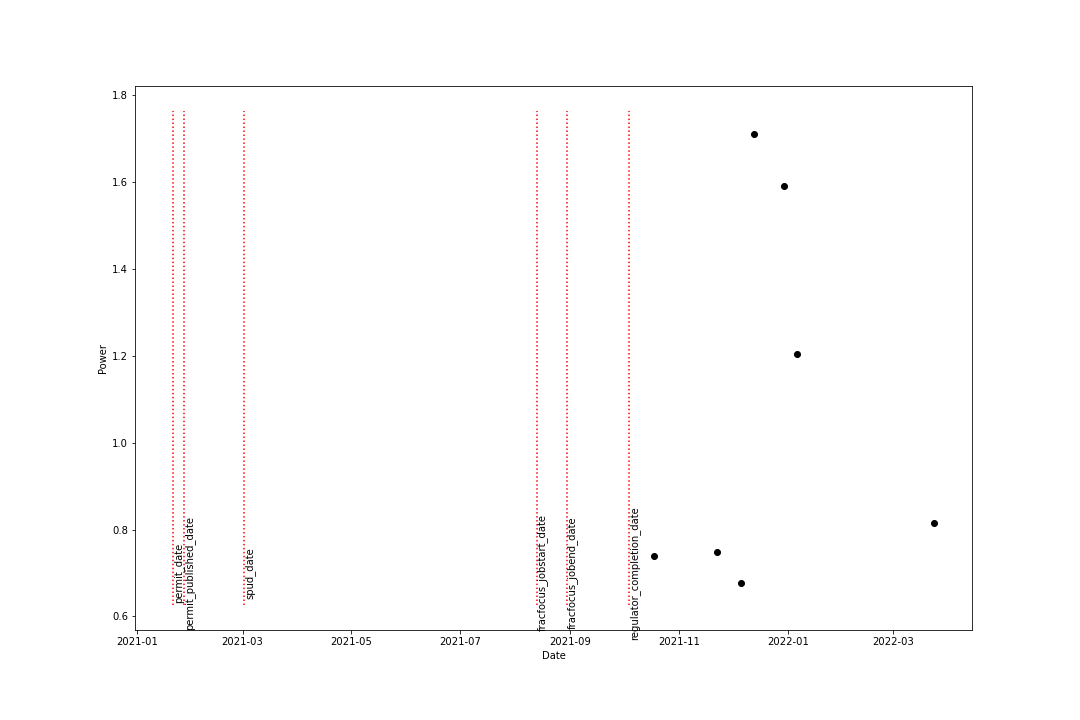 1.8
1.6
1.4
1.2
1.0
0.8
0.6
Power
permit_date
permit_published_date
spud_date
fracfocus_jobstart_date
fracfocus_jobend_date
regulator_completion_date
2021-01
2021-03
2021-05
2021-07
2021-09
2021-11
2022-01
2022-03
Date